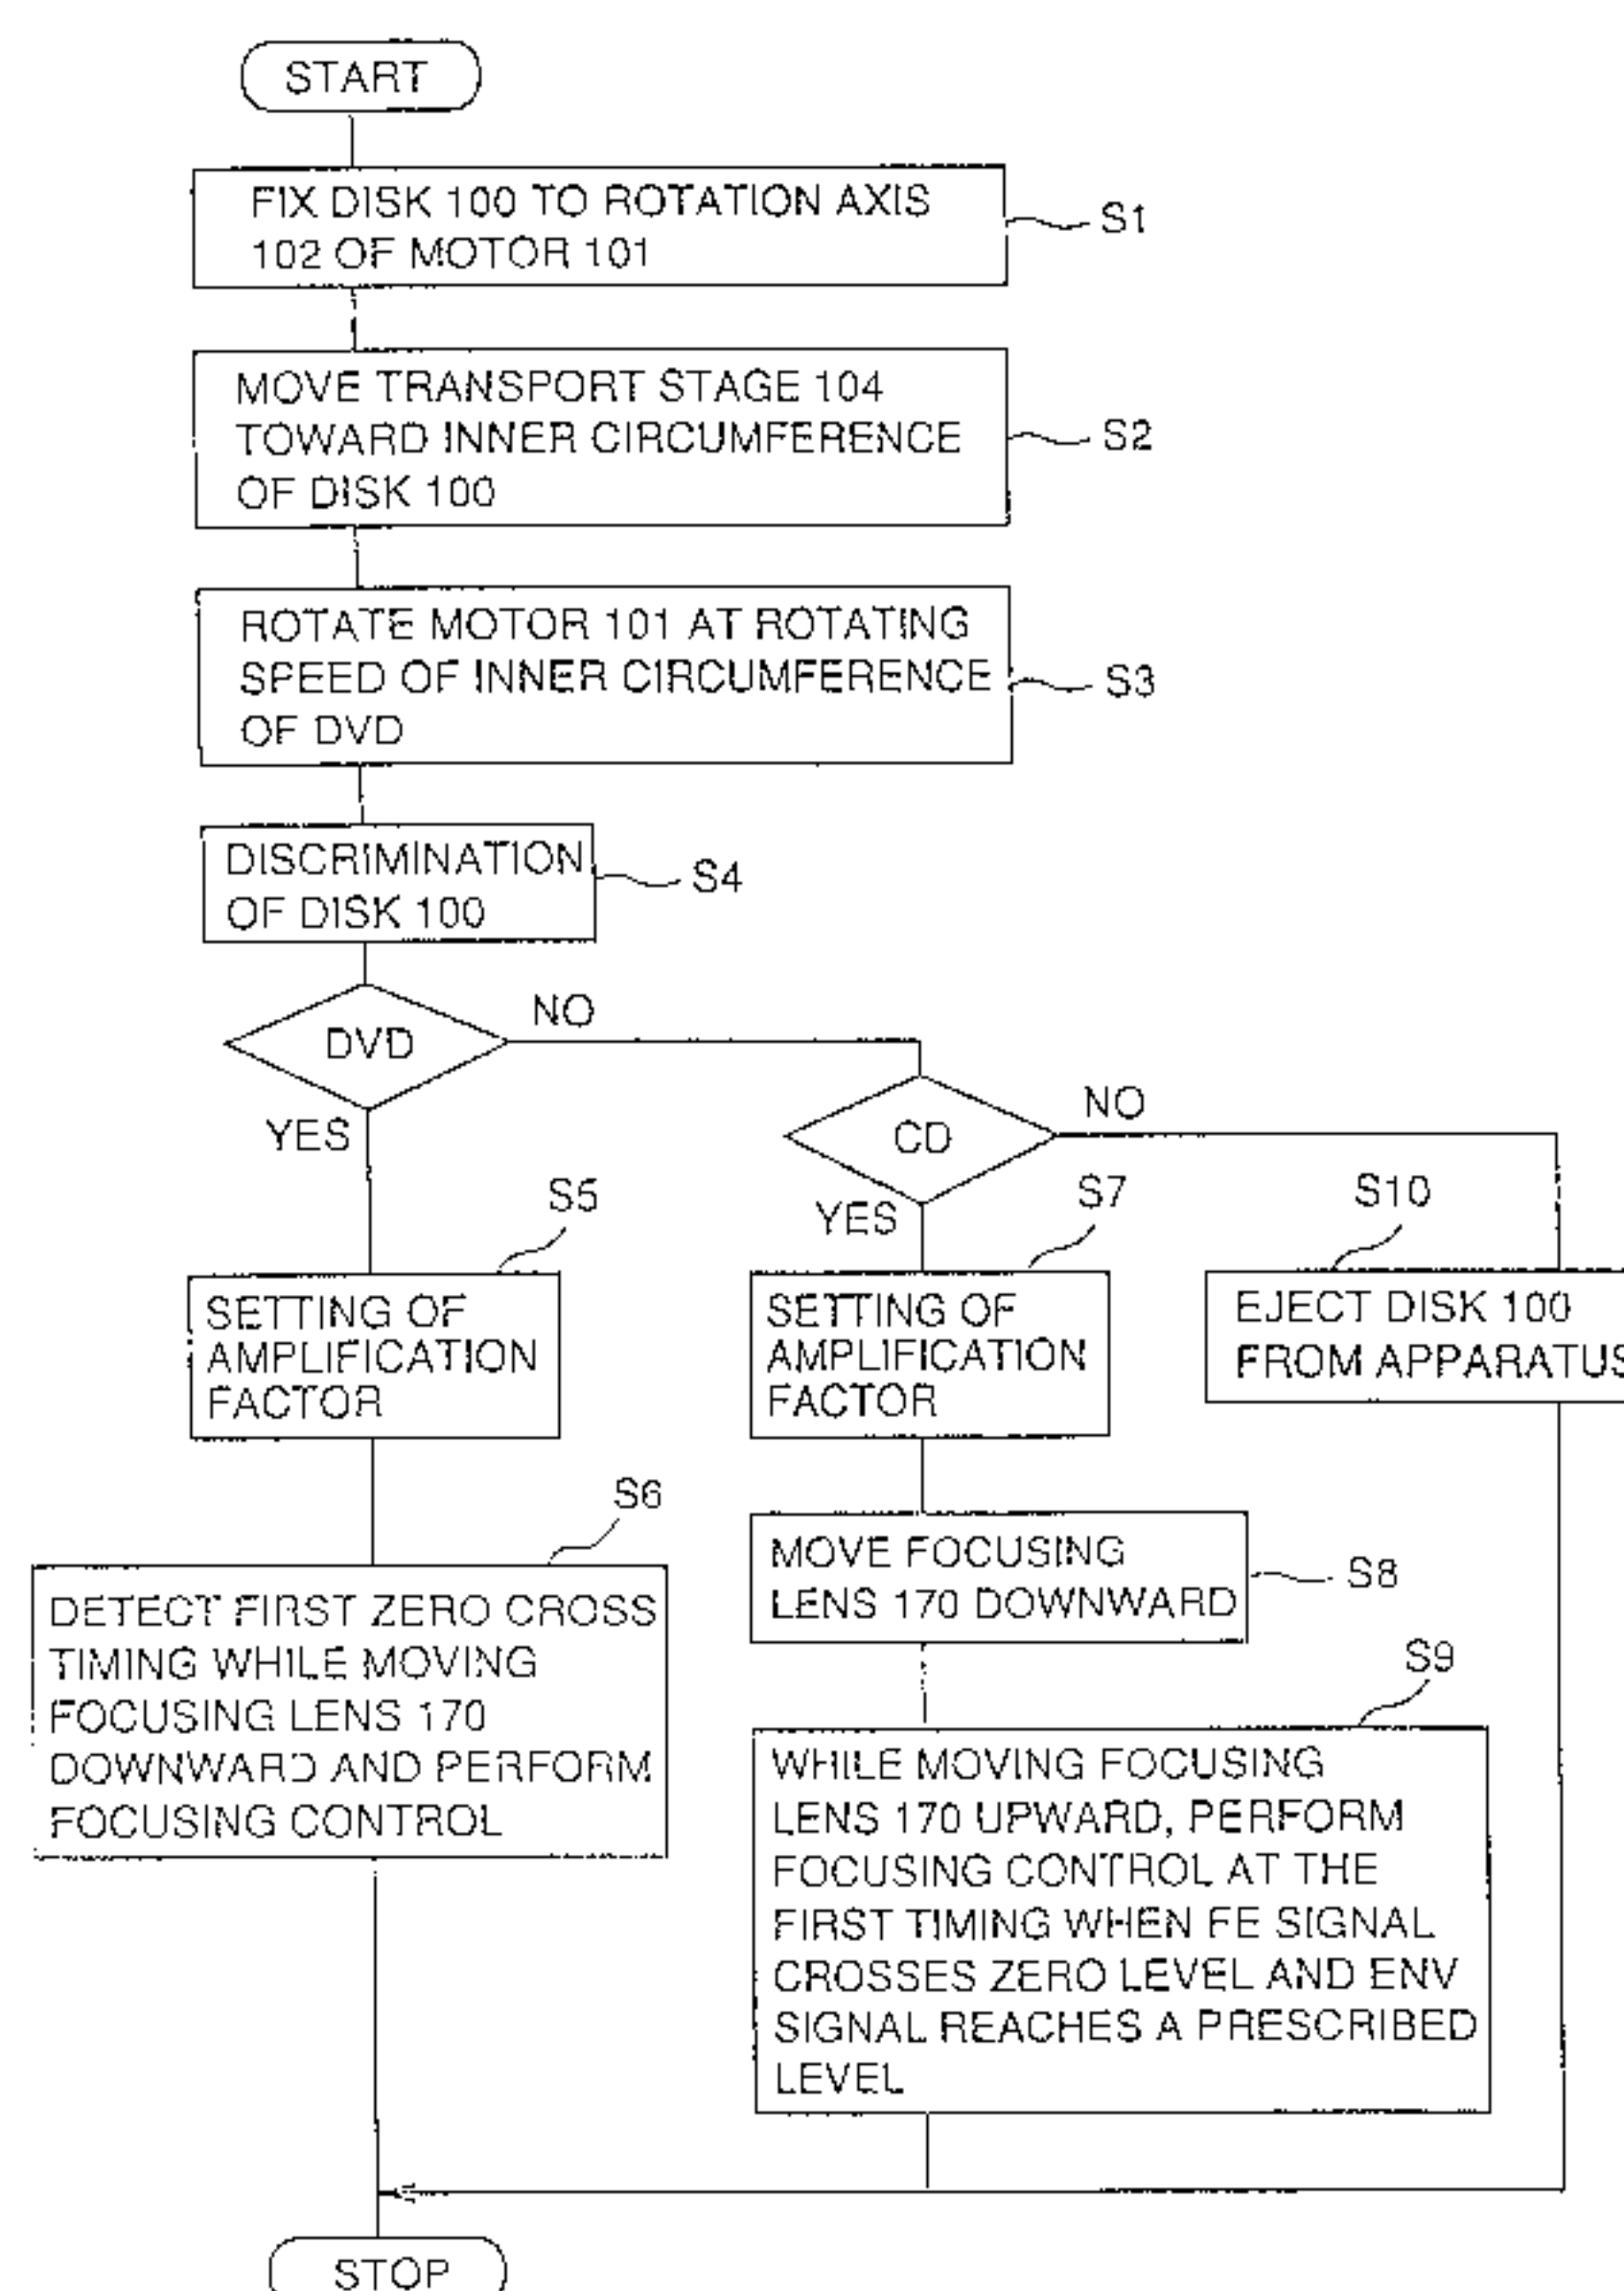 START
FIX DISK 100 TO ROTATION AXIS
102 OF MOTOR 101
S1
MOVE TRANSPORT STAGE 104
TOWARD INNER CIRCUMFERENCE
OF DISK 100
S2
ROTATE MOTOR 101 AT ROTATING
SPEED OF INNER CIRCUMFERENCE
OF DVD
S3
DISCRIMINATION
OF DISK 100
S4
DVD
NO
YES
CD
NO
YES
S5
SETTING OF
AMPLIFICATION
FACTOR
S7
SETTING OF
AMPLIFICATION
FACTOR
S10
EJECT DISK 100
FROM APPARATUS
S6
DETECT FIRST ZERO CROSS
TIMING WHILE MOVING
FOCUSING LENS 170
DOWNWARD AND PERFORM
FOCUSING CONTROL
MOVE FOCUSING
LENS 170 DOWNWARD
S8
S9
WHILE MOVING FOCUSING
LENS 170 UPWARD, PERFORM
FOCUSING CONTROL AT THE
FIRST TIMING WHEN FE SIGNAL
CROSSES ZERO LEVEL AND ENV
SIGNAL REACHES A PRESCRIBED
LEVEL
STOP